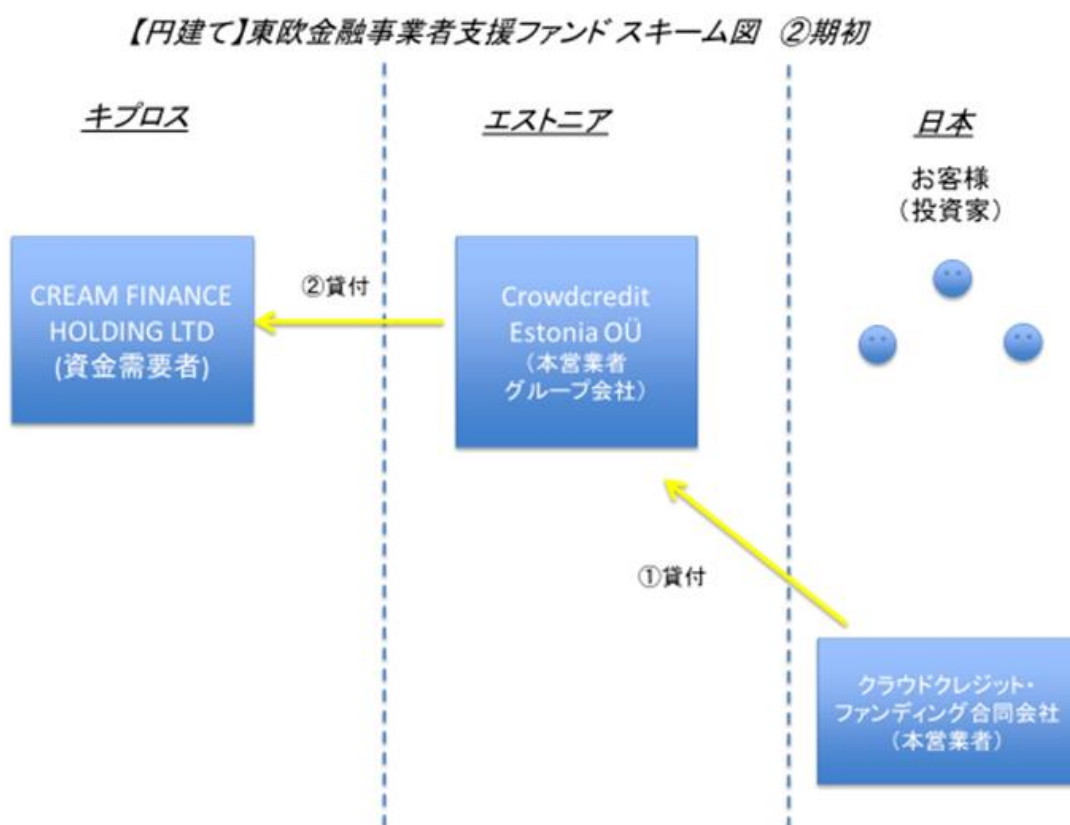 【円建て】東欧金融事業者支援ファンド スキーム図 ②期初
キプロス
エストニア
日本
お客様
（投資家）
CREAM FINANCE
HOLDING LTD
(資金需要者)
②貸付
Crowdcredit
Estonia OÜ
（本営業者
グループ会社）
①貸付
クラウドクレジット・
ファンディング合同会社
（本営業者）